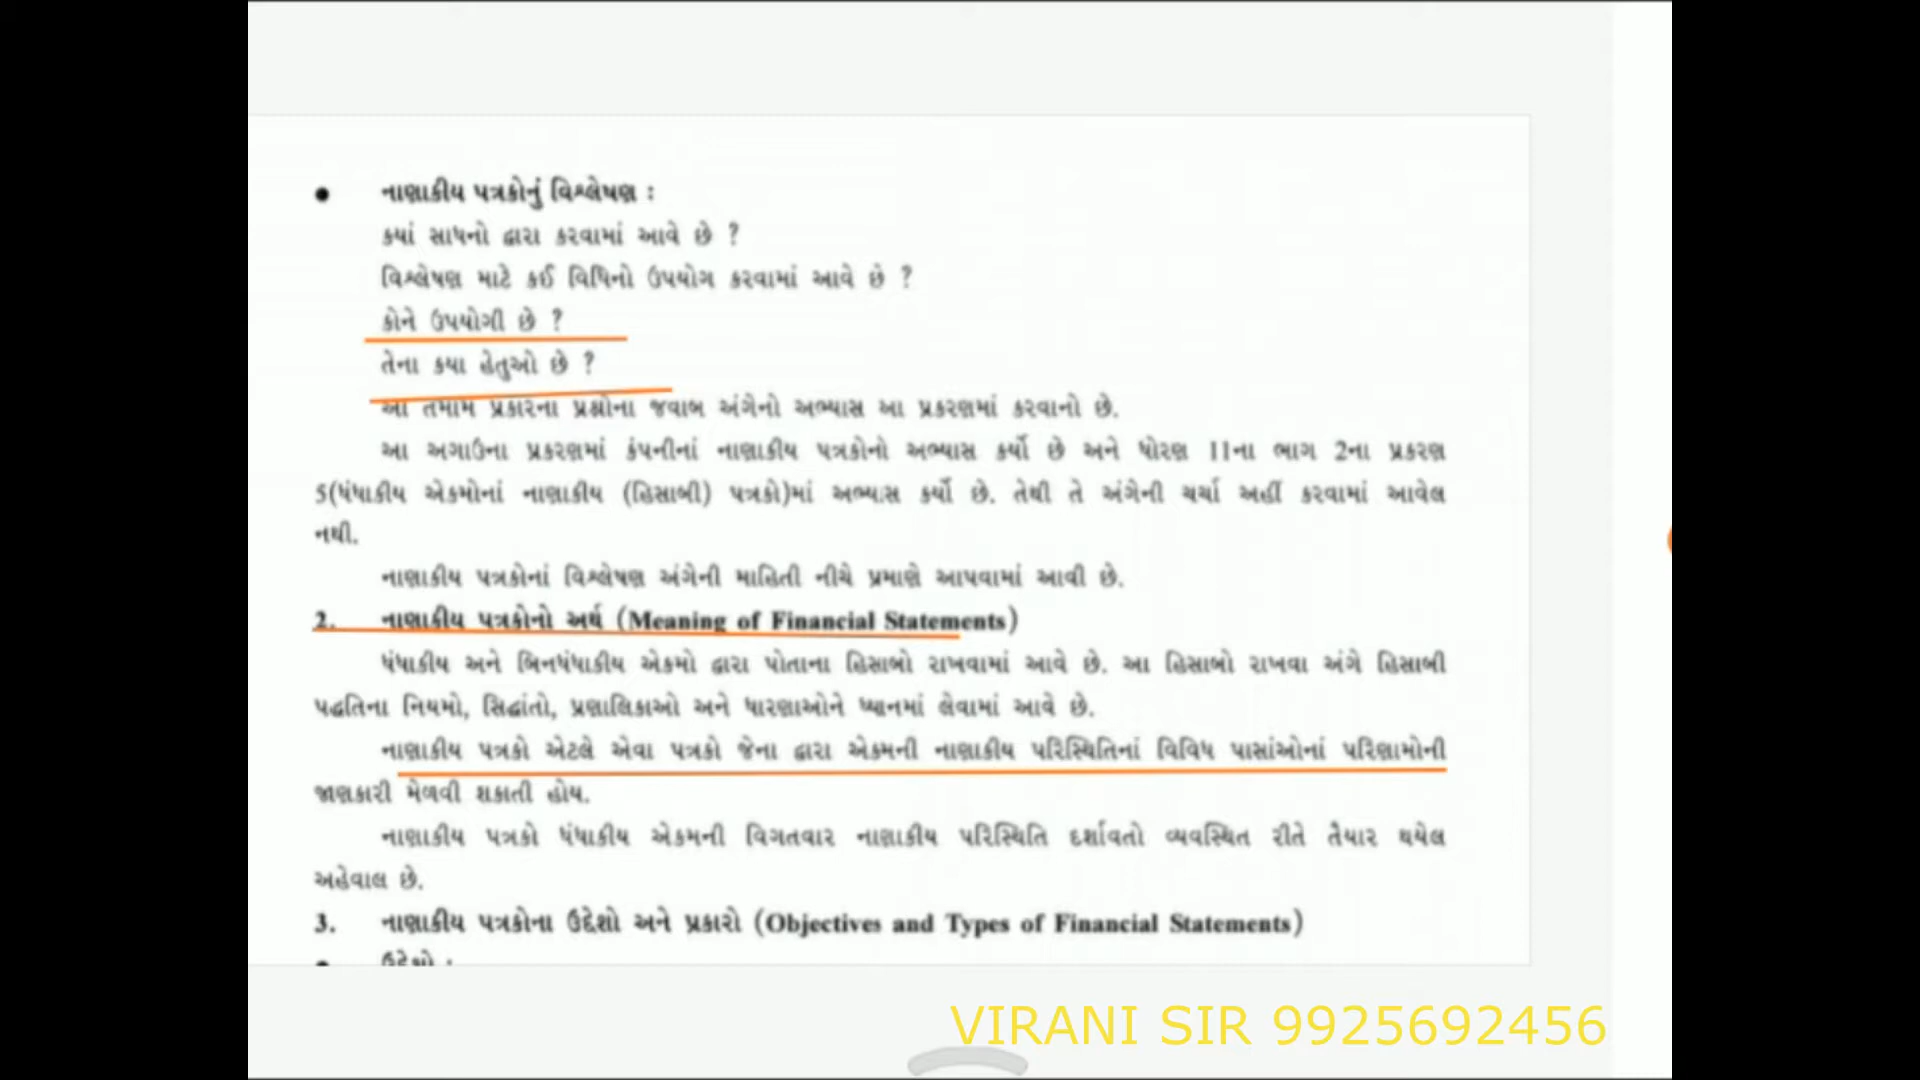 ● નાણાકીય પત્રકોનું વિશ્લેષણ :
કયાં સાધનો દ્વારા કરવામાં આવે છે ?
વિશ્લેષણ માટે કઈ વિધિનો ઉપયોગ કરવામાં આવે છે ?
કોને ઉપયોગી છે ?
તેના કયા હેતુઓ છે ?
આ તમામ પ્રકારના પ્રશ્નોના જવાબ અંગેનો અભ્યાસ આ પ્રકરણમાં કરવાનો છે.
આ અગાઉના પ્રકરણમાં કંપનીનાં નાણાકીય પત્રકોનો અભ્યાસ કર્યો છે અને ધોરણ 11ના ભાગ 2ના પ્રકરણ
5(ધંધાકીય એકમોનાં નાણાકીય (હિસાબી) પત્રકો)માં અભ્યાસ કર્યો છે. તેથી તે અંગેની ચર્ચા અહીં કરવામાં આવેલ
નથી.
નાણાકીય પત્રકોનાં વિશ્લેષણ અંગેની માહિતી નીચે પ્રમાણે આપવામાં આવી છે.
2. નાણાકીય પત્રકોનો અર્થ (Meaning of Financial Statements)
ધંધાકીય અને બિનધંધાકીય એકમો દ્વારા પોતાના હિસાબો રાખવામાં આવે છે. આ હિસાબો રાખવા અંગે હિસાબી
પદ્ધતિના નિયમો, સિદ્ધાંતો, પ્રણાલિકાઓ અને ધારણાઓને ધ્યાનમાં લેવામાં આવે છે.
નાણાકીય પત્રકો એટલે એવા પત્રકો જેના દ્વારા એકમની નાણાકીય પરિસ્થિતિનાં વિવિધ પાસાંઓનાં પરિણામોની
જાણકારી મેળવી શકાતી હોય.
નાણાકીય પત્રકો ધંધાકીય એકમની વિગતવાર નાણાકીય પરિસ્થિતિ દર્શાવતો વ્યવસ્થિત રીતે તૈયાર થયેલ
અહેવાલ છે.
3. નાણાકીય પત્રકોના ઉદ્દેશો અને પ્રકારો (Objectives and Types of Financial Statements)
● ઉદ્દેશો :
VIRANI SIR 9925692456